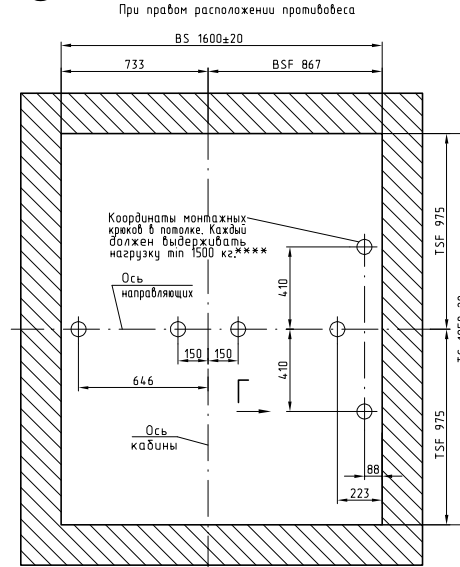 При правом расположении противовеса
BS 1600±20
733
BSF 867
Координаты монтажных
крюков в потолке. Каждый
должен выдерживать
нагрузку min 1500 кг.****
TSF 975
410
Ось
направляющих
150
150
646
410
Г
TSF 975
Ось
кабины
88
223